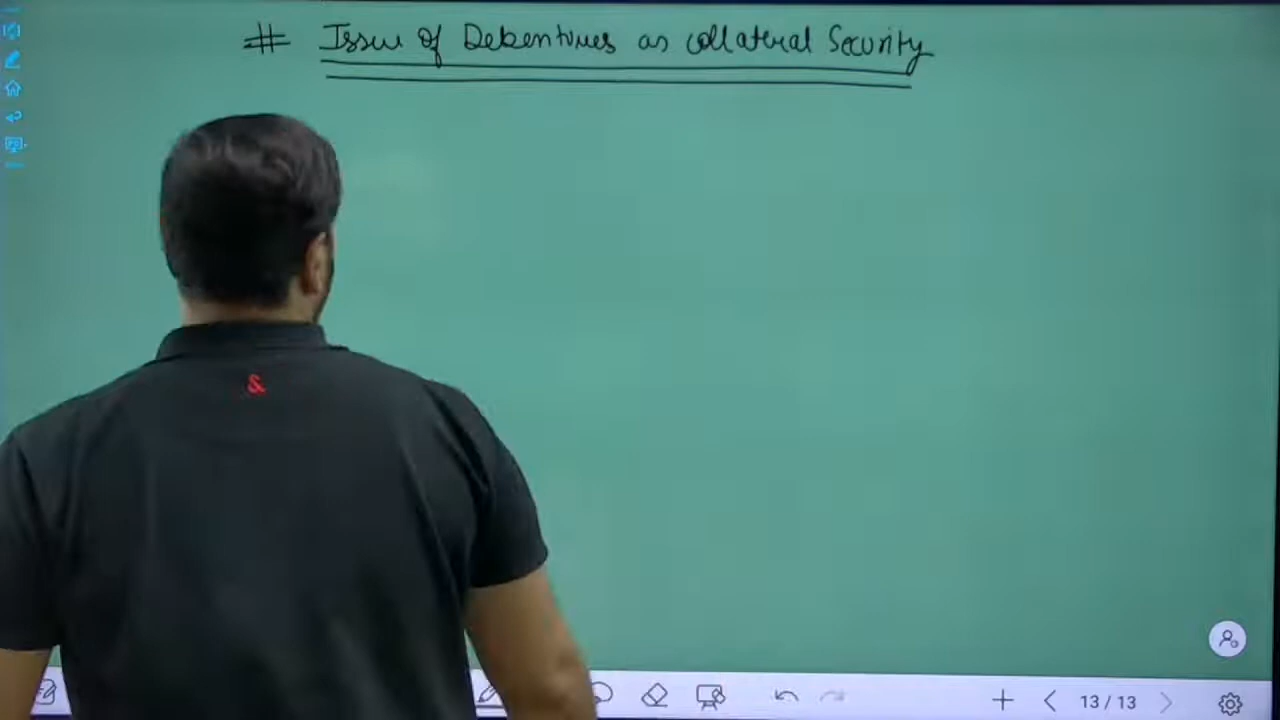 # Issue of Debentures as collateral Security
&
13/13